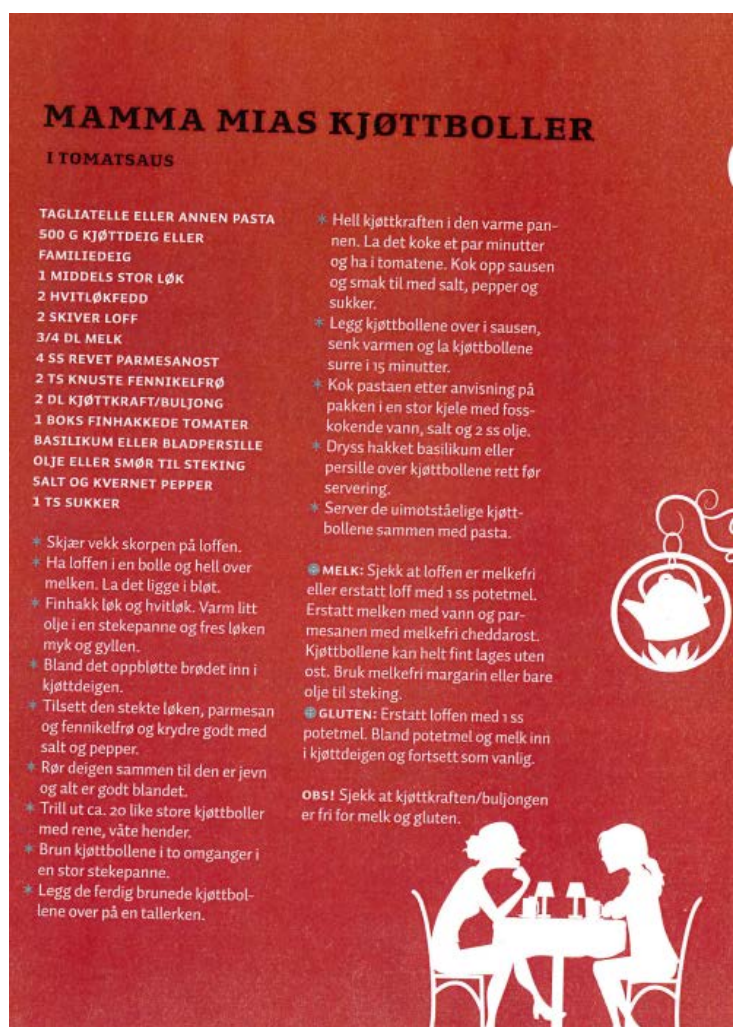 MAMMA MIAS KJØTTBOLLER
I TOMATSAUS
TAGLIATELLE ELLER ANNEN PASTA
500 G KJØTTDEIG ELLER
FAMILIEDEIG
1 MIDDELS STOR LØK
2 HVITLØKFEDD
2 SKIVER LOFF
3/4 DL MELK
4 SS REVET PARMESANOST
2 TS KNUSTE FENNIKELFRØ
2 DL KJØTTKRAFT/BULJONG
1 BOKS FINHAKKEDE TOMATER
BASILIKUM ELLER BLADPERSILLE
OLJE ELLER SMØR TIL STEKING
SALT OG KVERNET PEPPER
1 TS SUKKER
* Skjær vekk skorpen på loffen.
* Ha loffen i en bolle og hell over
melken. La det ligge i bløt.
* Finhakk løk og hvitløk. Varm litt
olje i en stekepanne og fres løken
myk og gyllen.
* Bland det oppbløtte brødet inn i
kjøttdeigen.
* Tilsett den stekte løken, parmesan
og fennikelfrø og krydre godt med
salt og pepper.
* Rør deigen sammen til den er jevn
og alt er godt blandet.
* Trill ut ca. 20 like store kjøttboller
med rene, våte hender.
* Brun kjøttbollene i to omganger i
en stor stekepanne.
* Legg de ferdig brunede kjøttbol-
lene over på en tallerken.
* Hell kjøttkraften i den varme pan-
nen. La det koke et par minutter
og ha i tomatene. Kok opp sausen
og smak til med salt, pepper og
sukker.
* Legg kjøttbollene over i sausen,
senk varmen og la kjøttbollene
surre i 15 minutter.
* Kok pastaen etter anvisning på
pakken i en stor kjele med foss-
kokende vann, salt og 2 ss olje.
* Dryss hakket basilikum eller
persille over kjøttbollene rett før
servering.
* Server de uimotståelige kjøtt-
bollene sammen med pasta.
MELK: Sjekk at loffen er melkefri
eller erstatt loff med 1 ss potetmel.
Erstatt melken med vann og par-
mesanen med melkefri cheddarost.
Kjøttbollene kan helt fint lages uten
ost. Bruk melkefri margarin eller bare
olje til steking.
GLUTEN: Erstatt loffen med 1 ss
potetmel. Bland potetmel og melk inn
i kjøttdeigen og fortsett som vanlig.
OBS! Sjekk at kjøttkraften/buljongen
er fri for melk og gluten.